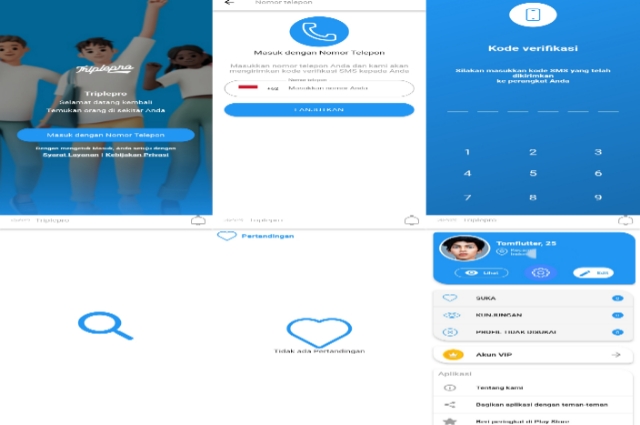 Triplepro
Triplepro
Selamat datang kembali
Temukan orang di sekitar Anda
Masuk dengan Nomor Telepon
Dengan mengklik Masuk, Anda setuju dengan
Syarat Layanan | Kebijakan Privasi
Nomor telepon
Masuk dengan Nomor Telepon
Masukkan nomor telepon Anda dan kami akan
mengirimkan kode verifikasi SMS kepada Anda
Nomor telepon
+62 Masukkan nomor Anda
LANJUTKAN
Kode verifikasi
Silakan masukkan kode SMS yang telah
dikirimkan
ke perangkat Anda
1 2 3
4 5 6
7 8 9
Triplepro
Triplepro
Triplepro
Pertandingan
Tidak ada Pertandingan
Tomflutter, 25
Lihat
Edit
SUKA
KUNJUNGAN
PROFIL TIDAK DISUKAI
Akun VIP
Aplikasi
Tentang kami
Bagikan aplikasi dengan teman-teman
Beri peringkat di Play Store